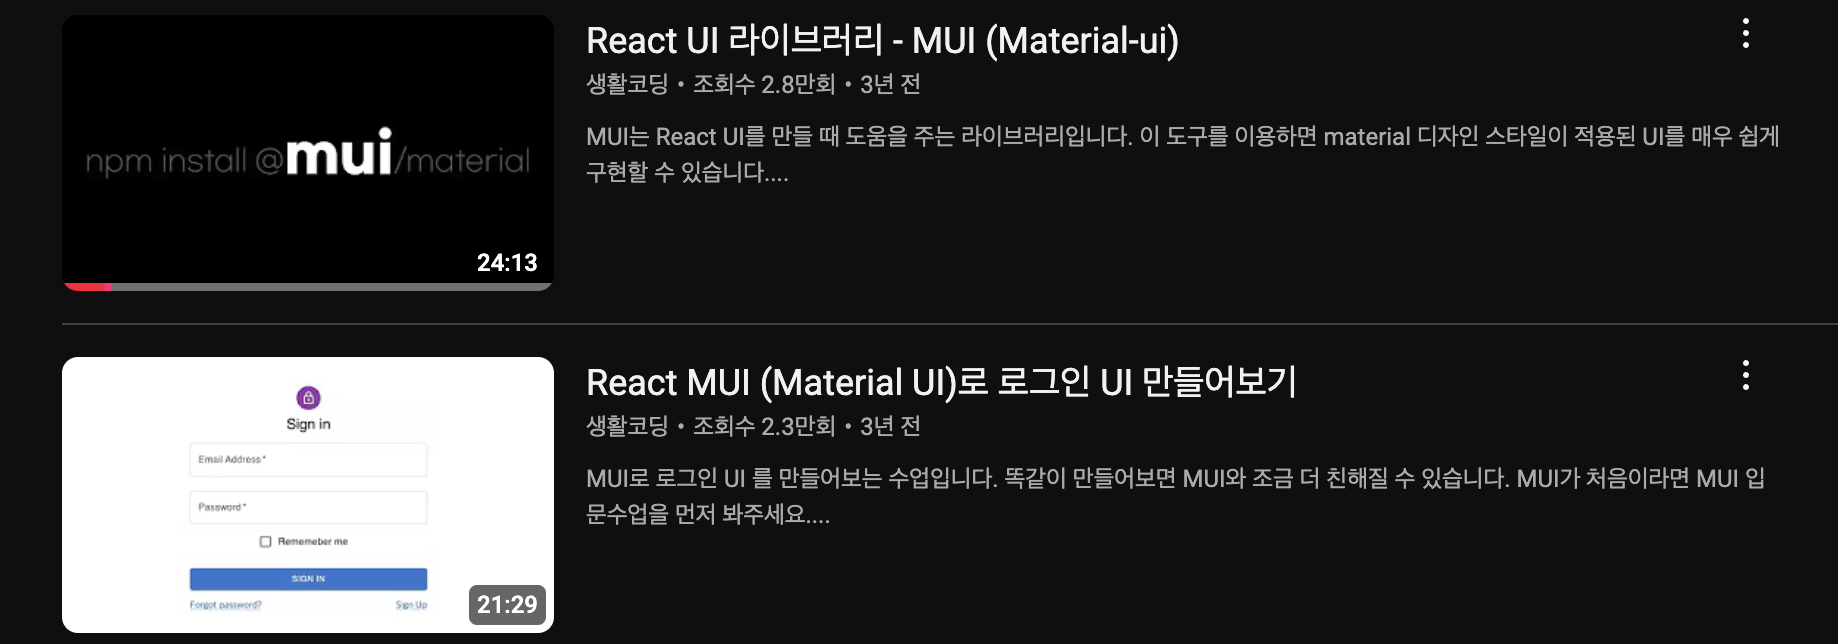 npm install @mui/material
24:13
React UI 라이브러리 - MUI (Material-ui)
생활코딩 • 조회수 2.8만회 • 3년 전
MUI는 React UI를 만들 때 도움을 주는 라이브러리입니다. 이 도구를 이용하면 material 디자인 스타일이 적용된 UI를 매우 쉽게
구현할 수 있습니다....
Sign in
Email Address *
Password *
Rememeber me
SIGN IN
Forgot password?
Sign Up
21:29
React MUI (Material UI)로 로그인 UI 만들어보기
생활코딩 • 조회수 2.3만회 • 3년 전
MUI로 로그인 UI 를 만들어보는 수업입니다. 똑같이 만들어보면 MUI와 조금 더 친해질 수 있습니다. MUI가 처음이라면 MUI 입
문수업을 먼저 봐주세요....